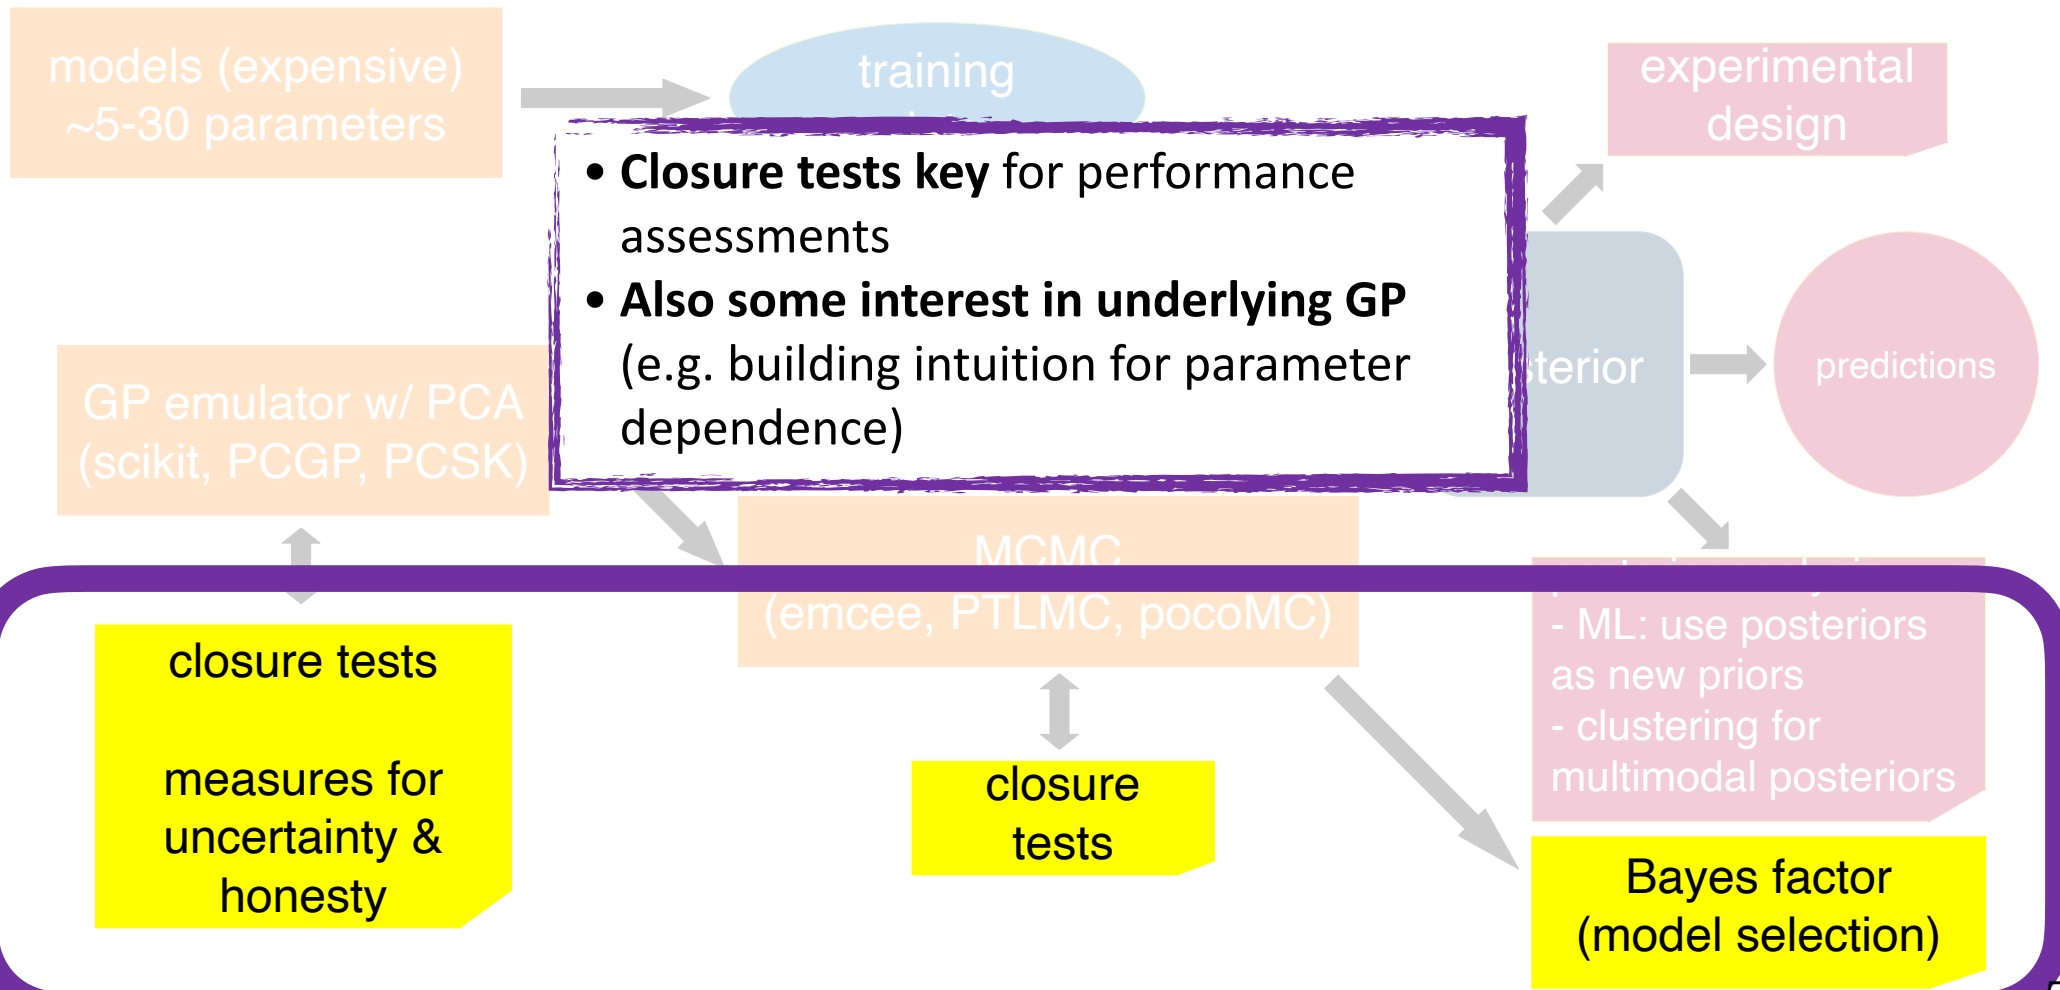 models (expensive)
~5-30 parameters
training
experimental
design
• Closure tests key for performance
assessments
• Also some interest in underlying GP
(e.g. building intuition for parameter
dependence)
sterior
predictions
GP emulator w/ PCA
(scikit, PCGP, PCSK)
MCMC
(emcee, PTLMC, pocoMC)
- ML: use posteriors
as new priors
- clustering for
multimodal posteriors
closure tests
measures for
uncertainty &
honesty
closure
tests
Bayes factor
(model selection)